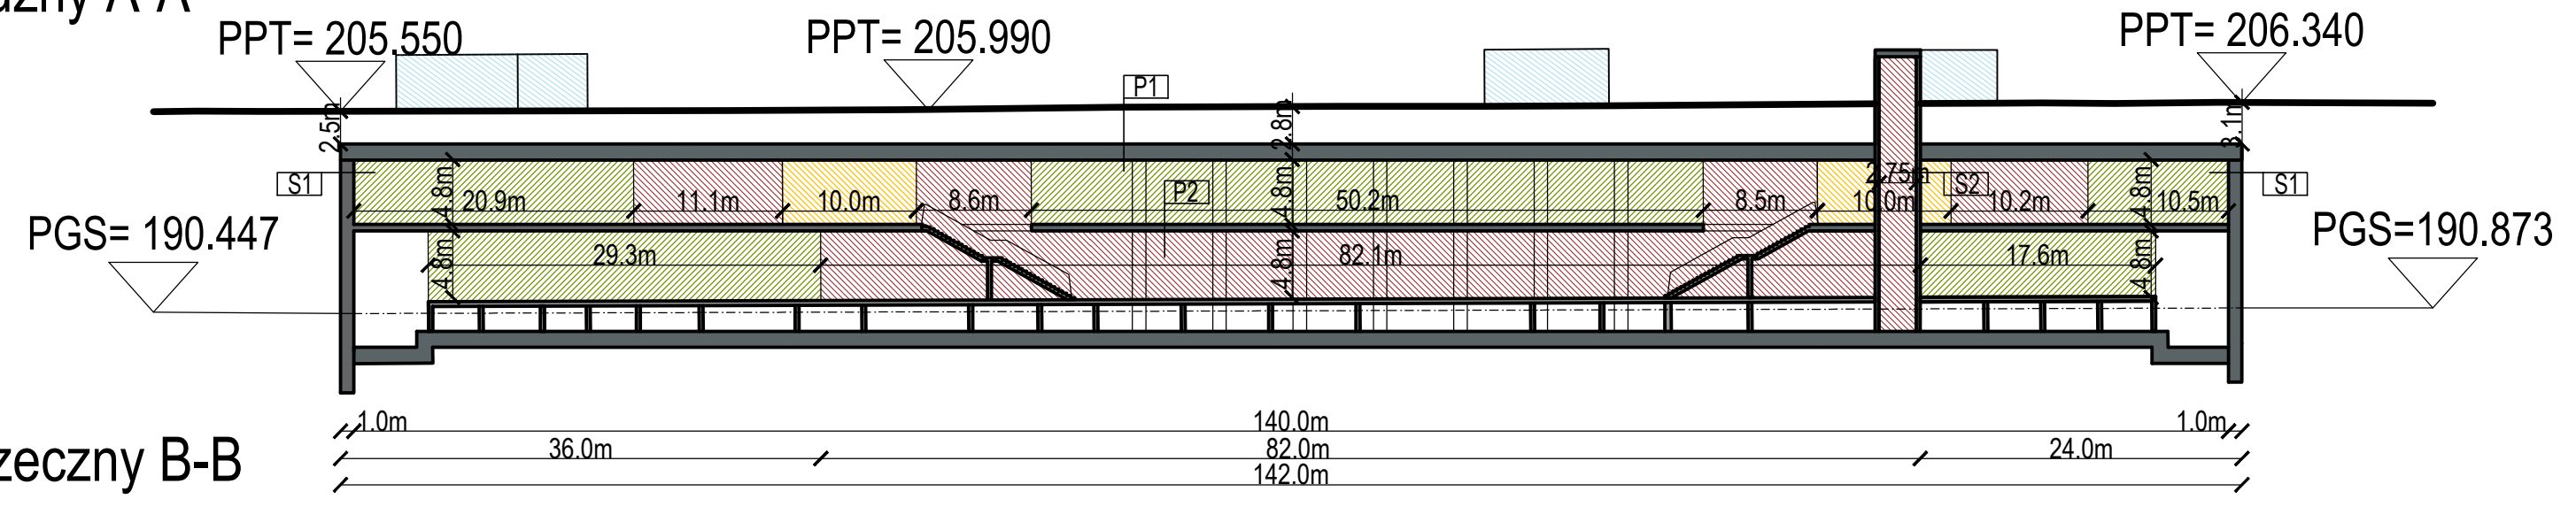 A-A
PPT= 205.550
PPT= 205.990
PPT= 206.340
P1
2.5m
2.8m
3.1m
S1
4.8m
20.9m
11.1m
10.0m
8.6m
P2
4.8m
50.2m
8.5m
2.75m
10.0m
S2
10.2m
4.8m
10.5m
S1
PGS= 190.447
PGS=190.873
4.8m
29.3m
4.8m
82.1m
17.6m
4.8m
1.0m
140.0m
1.0m
36.0m
82.0m
24.0m
142.0m
zeczny B-B